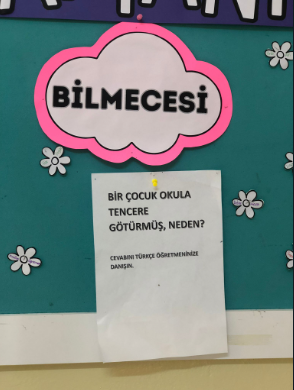 BİLMECESİ
BİR ÇOCUK OKULA
TENCERE
GÖTÜRMÜŞ, NEDEN?
CEVABINI TÜRKÇE ÖĞRETMENİNİZE
DANIŞIN.